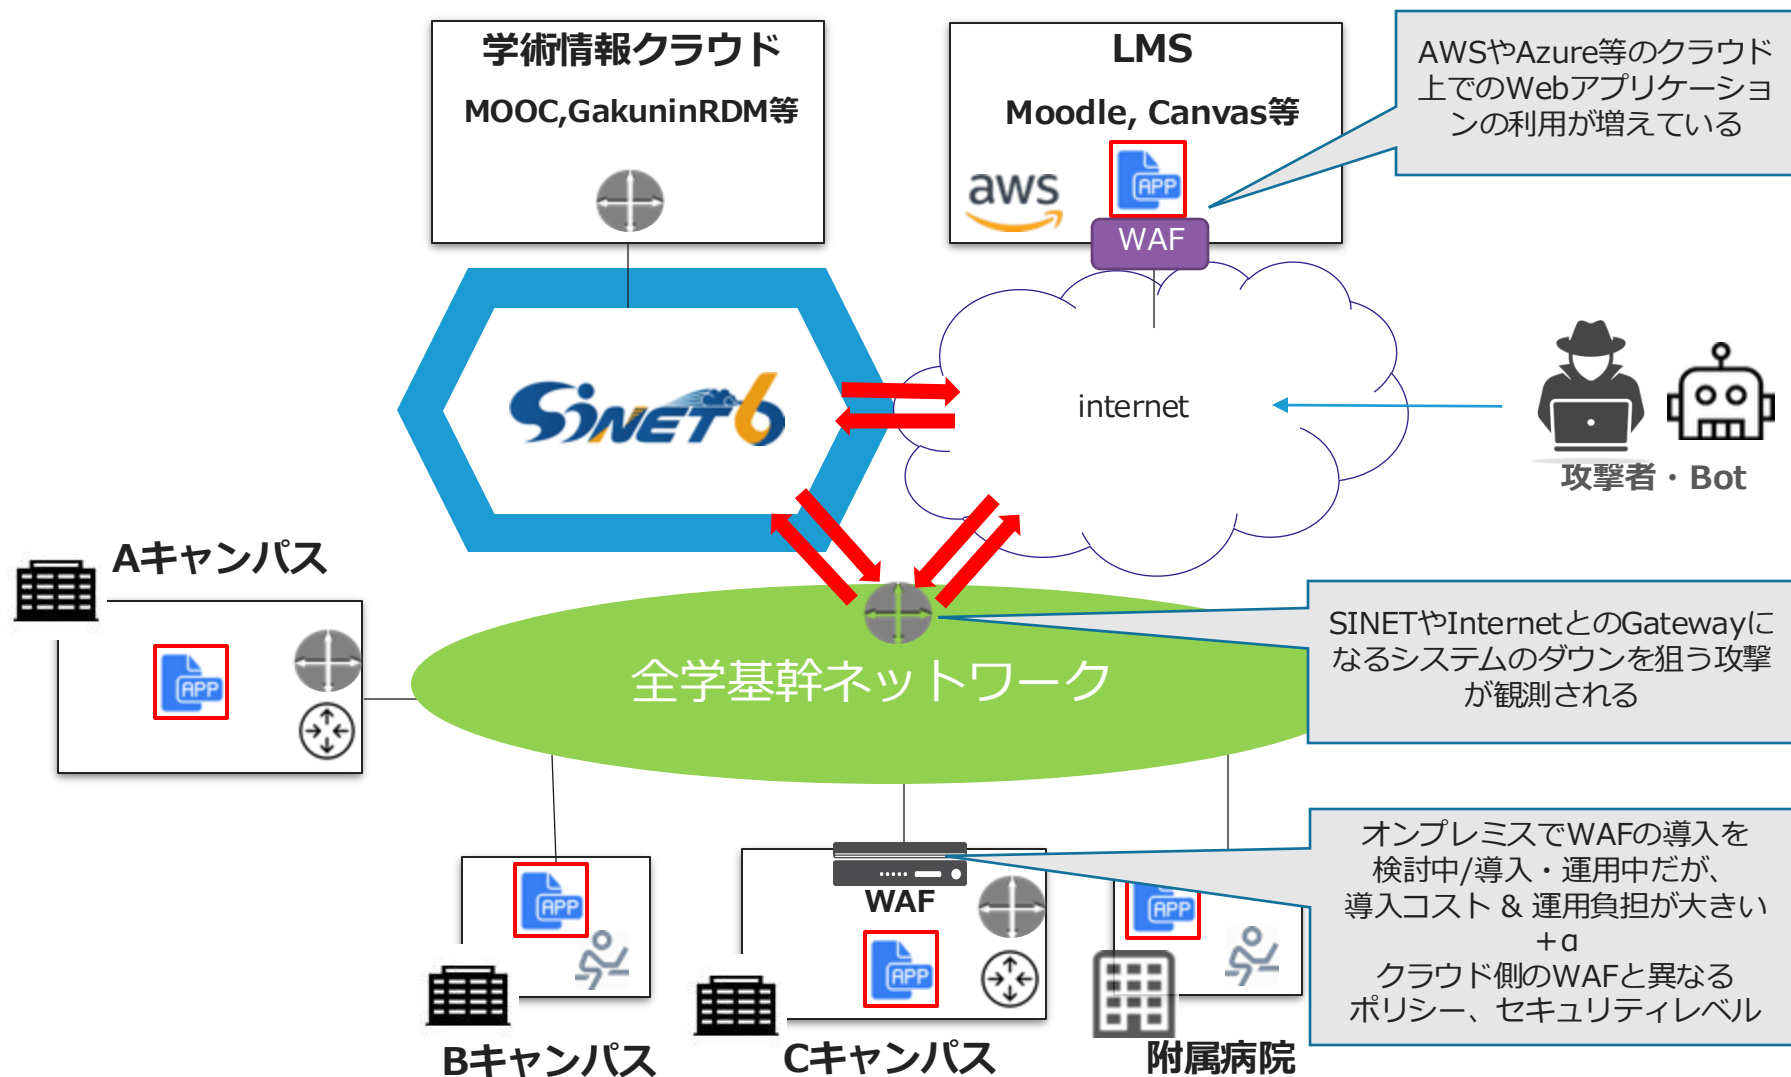 学術情報クラウド
MOOC,GakuninRDM等
LMS
Moodle, Canvas等
aws
APP
WAF
AWSやAzure等のクラウド
上でのWebアプリケーショ
ンの利用が増えている
SINET6
internet
攻撃者・Bot
Aキャンパス
APP
全学基幹ネットワーク
SINETやInternetとのGatewayに
なるシステムのダウンを狙う攻撃
が観測される
APP
Bキャンパス
WAF
APP
Cキャンパス
APP
附属病院
オンプレミスでWAFの導入を
検討中/導入・運用中だが、
導入コスト & 運用負担が大きい
+α
クラウド側のWAFと異なる
ポリシー、セキュリティレベル